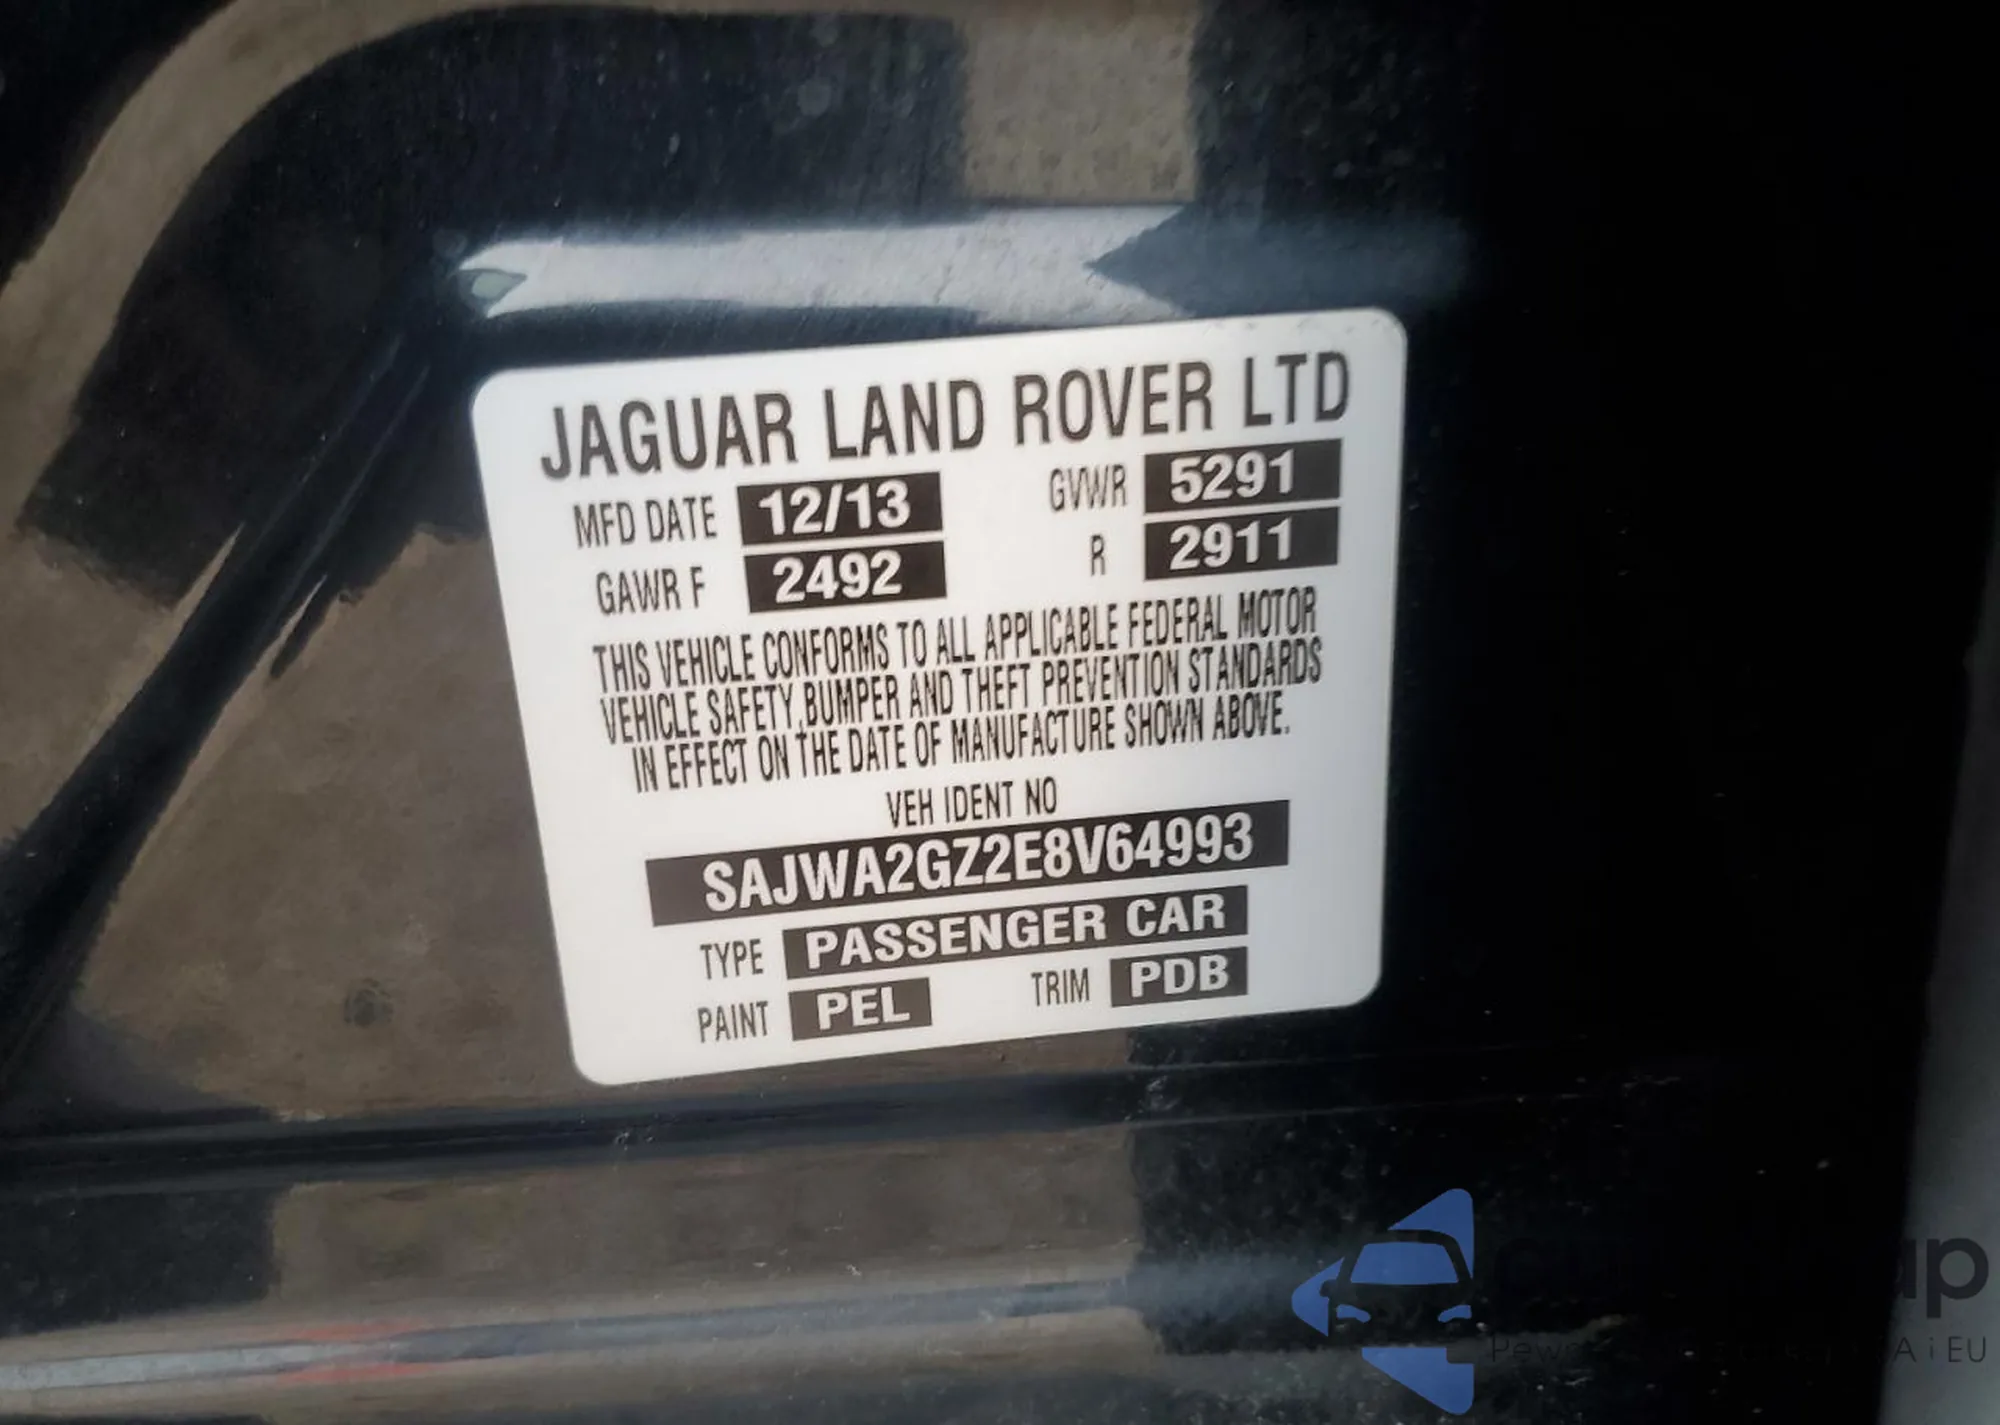 JAGUAR LAND ROVER LTD
MFD DATE 12/13 GVWR 5291
GAWR F 2492 R 2911
THIS VEHICLE CONFORMS TO ALL APPLICABLE FEDERAL MOTOR
VEHICLE SAFETY, BUMPER AND THEFT PREVENTION STANDARDS
IN EFFECT ON THE DATE OF MANUFACTURE SHOWN ABOVE.
VEH IDENT NO
SAJWA2GZ2E8V64993
TYPE PASSENGER CAR
PAINT PEL TRIM PDB
A i EU